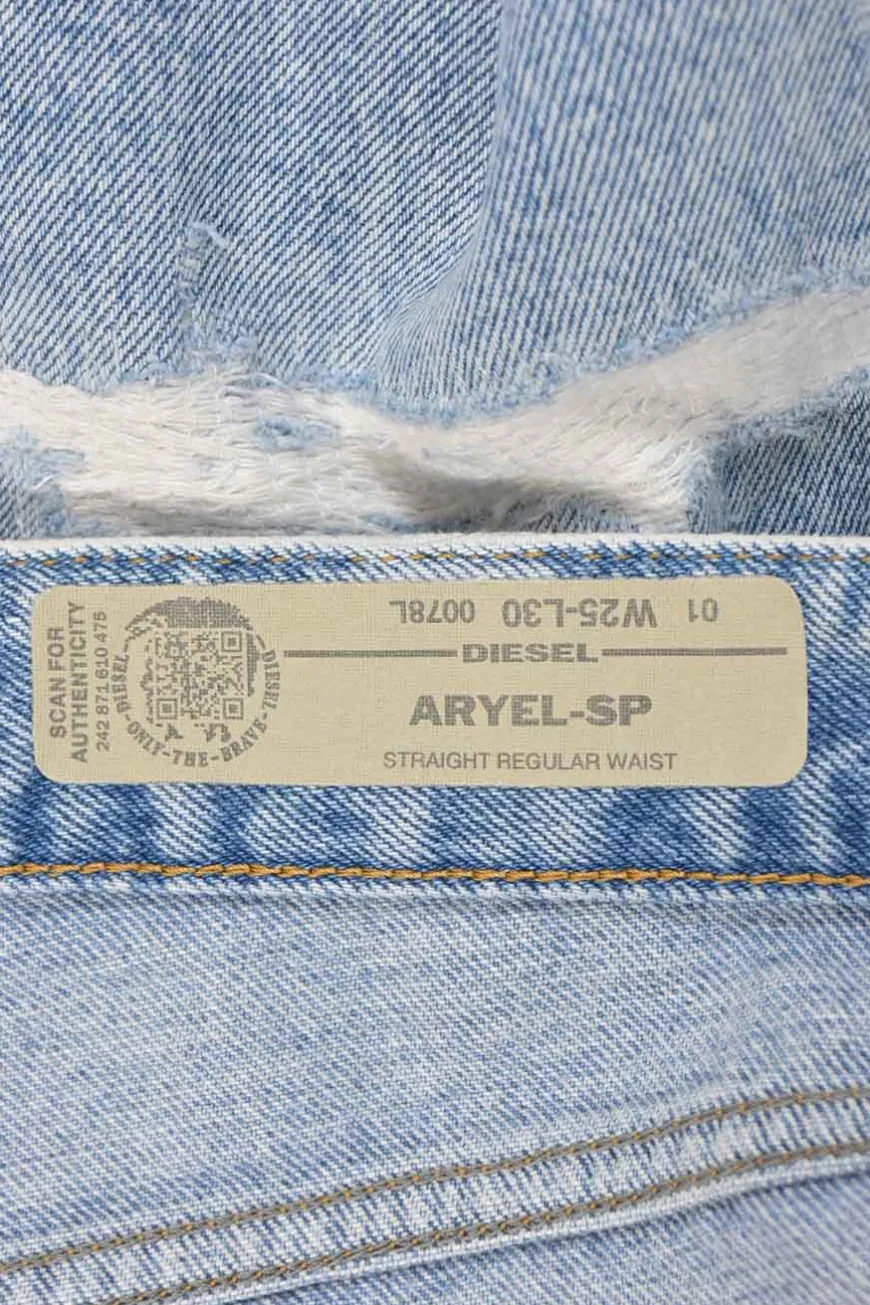 SCAN FOR
AUTHENTICITY
242 871 610 475
DIESEL
ONLY-THE-BRAVE
DIESEL
01 W25-L30 0078L
DIESEL
ARYEL-SP
STRAIGHT REGULAR WAIST